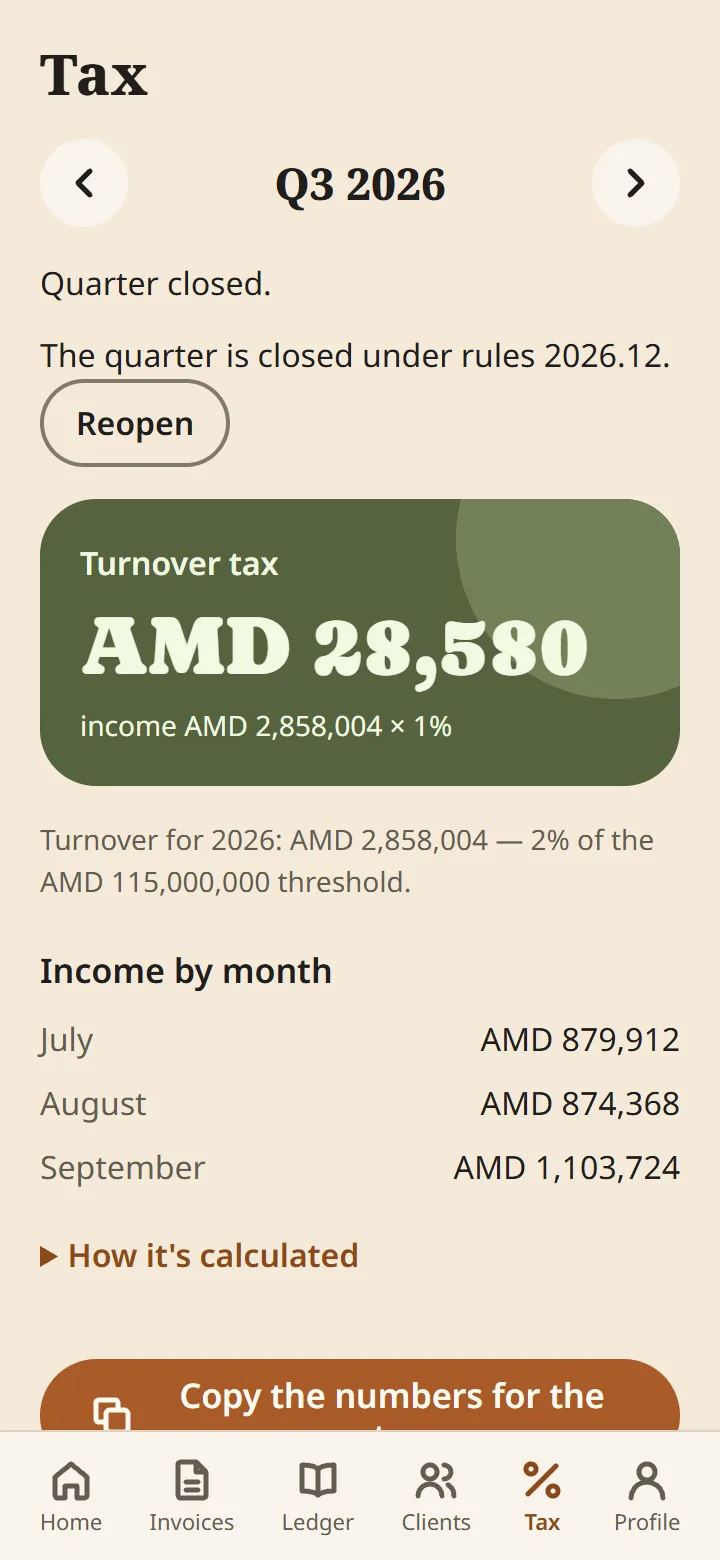 Tax
Q3 2026
Quarter closed.
The quarter is closed under rules 2026.12.
Reopen
Turnover tax
AMD 28,580
income AMD 2,858,004 × 1%
Turnover for 2026: AMD 2,858,004 — 2% of the
AMD 115,000,000 threshold.
Income by month
July AMD 879,912
August AMD 874,368
September AMD 1,103,724
How it's calculated
Copy the numbers for the
Home Invoices Ledger Clients Tax Profile